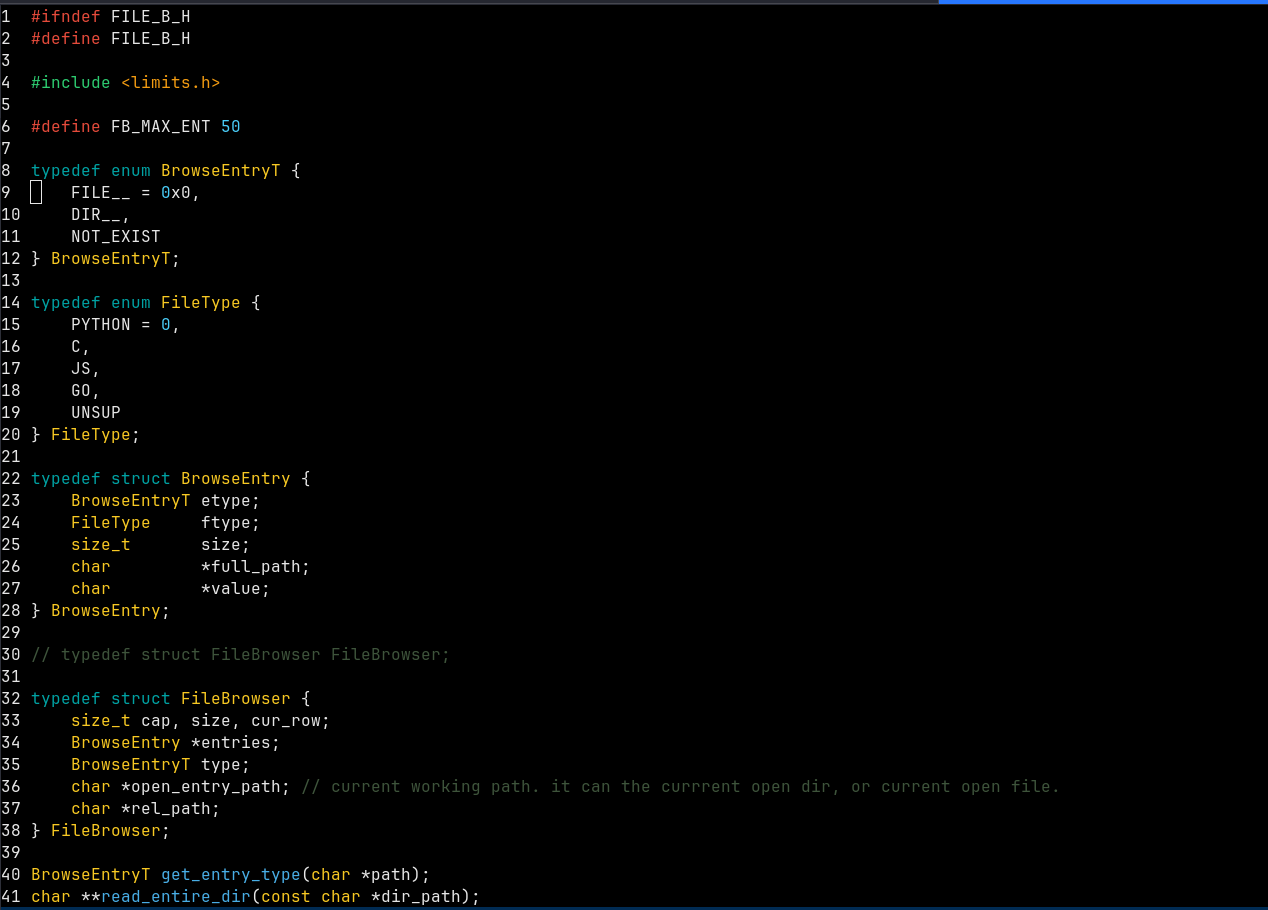 1 #ifndef FILE_B_H
2 #define FILE_B_H
3
4 #include <limits.h>
5
6 #define FB_MAX_ENT 50
7
8 typedef enum BrowseEntryT {
9     FILE__ = 0x0,
10     DIR__,
11     NOT_EXIST
12 } BrowseEntryT;
13
14 typedef enum FileType {
15     PYTHON = 0,
16     C,
17     JS,
18     GO,
19     UNSUP
20 } FileType;
21
22 typedef struct BrowseEntry {
23     BrowseEntryT etype;
24     FileType     ftype;
25     size_t       size;
26     char         *full_path;
27     char         *value;
28 } BrowseEntry;
29
30 // typedef struct FileBrowser FileBrowser;
31
32 typedef struct FileBrowser {
33     size_t cap, size, cur_row;
34     BrowseEntry *entries;
35     BrowseEntryT type;
36     char *open_entry_path; // current working path. it can the currrent open dir, or current open file.
37     char *rel_path;
38 } FileBrowser;
39
40 BrowseEntryT get_entry_type(char *path);
41 char **read_entire_dir(const char *dir_path);